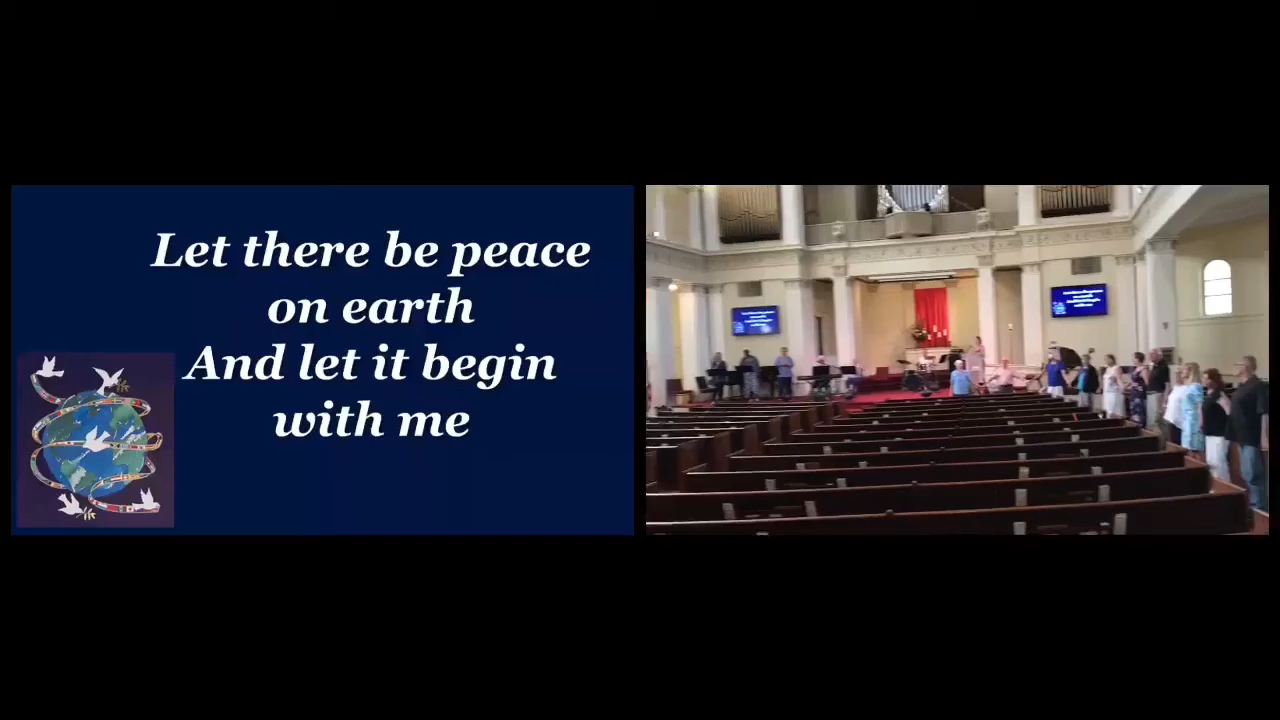 Let there be peace
on earth
And let it begin
with me